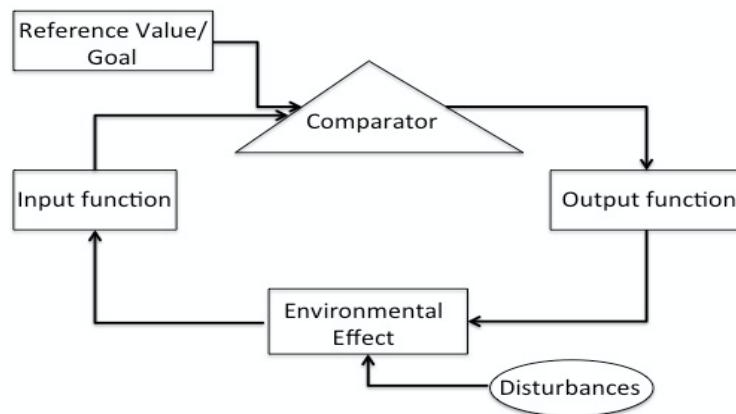 Reference Value/
Goal
Comparator
Input function
Output function
Environmental
Effect
Disturbances